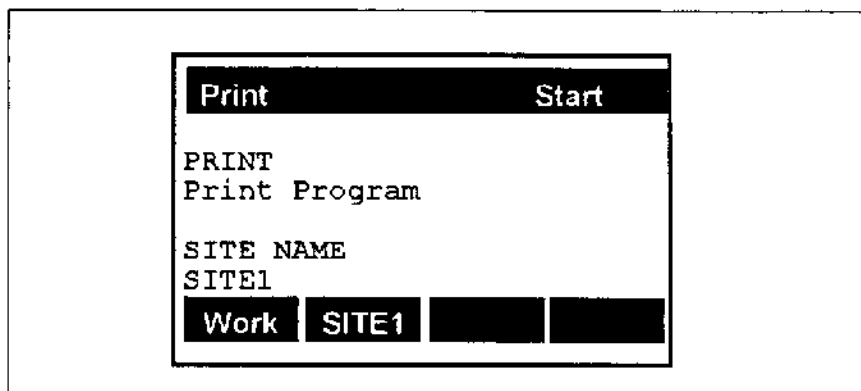 Print Start
PRINT
Print Program
SITE NAME
SITE1
Work SITE1